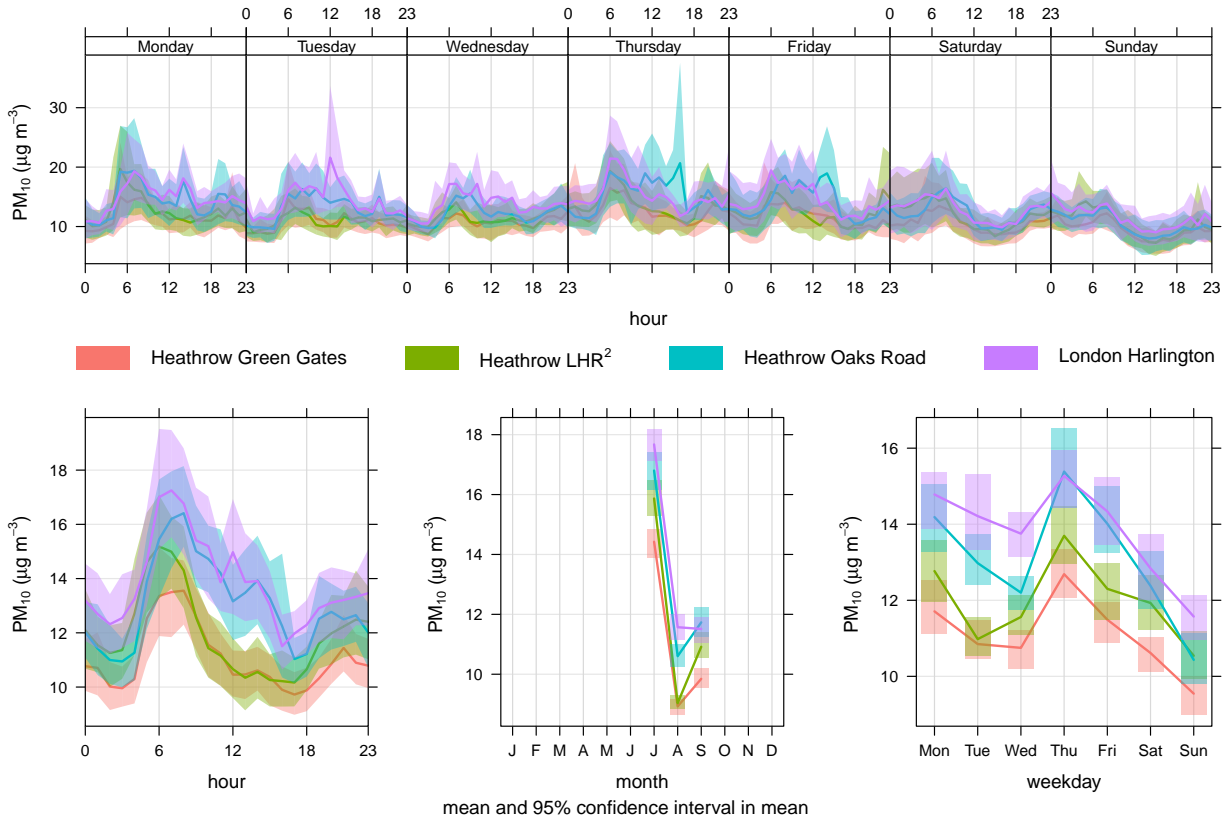 0 6 12 18 23 0 6 12 18 23 0 6 12 18 23
Monday Tuesday Wednesday Thursday Friday Saturday Sunday
PM₁₀ (μg m⁻³)
30
20
10
0 6 12 18 23 0 6 12 18 23 0 6 12 18 23 0 6 12 18 23
hour
Heathrow Green Gates Heathrow LHR² Heathrow Oaks Road London Harlington
PM₁₀ (μg m⁻³)
18
16
14
12
10
0 6 12 18 23
hour
PM₁₀ (μg m⁻³)
18
16
14
12
10
J F M A M J J A S O N D
month
PM₁₀ (μg m⁻³)
16
14
12
10
Mon Tue Wed Thu Fri Sat Sun
weekday
mean and 95% confidence interval in mean